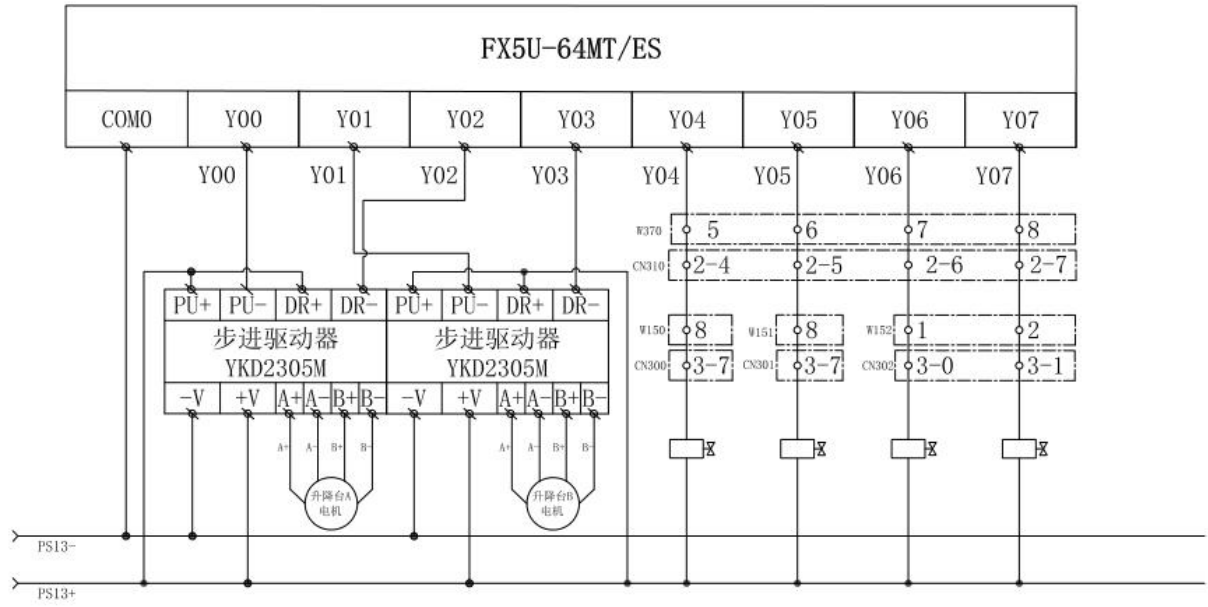 FX5U-64MT/ES
COM0 Y00 Y01 Y02 Y03 Y04 Y05 Y06 Y07
Y00 Y01 Y02 Y03 Y04 Y05 Y06 Y07
W370 5 6 7 8
CN310 2-4 2-5 2-6 2-7
PU+ PU- DR+ DR- PU+ PU- DR+ DR-
步进驱动器 步进驱动器
W150 8 W151 8 W152 1 2
YKD2305M YKD2305M
CN300 3-7 CN301 3-7 CN302 3-0 3-1
-V +V A+ A- B+ B- -V +V A+ A- B+ B-
A+ A- B+ B- A+ A- B+ B-
升降台A 升降台B
电机 电机
PS13-
PS13+